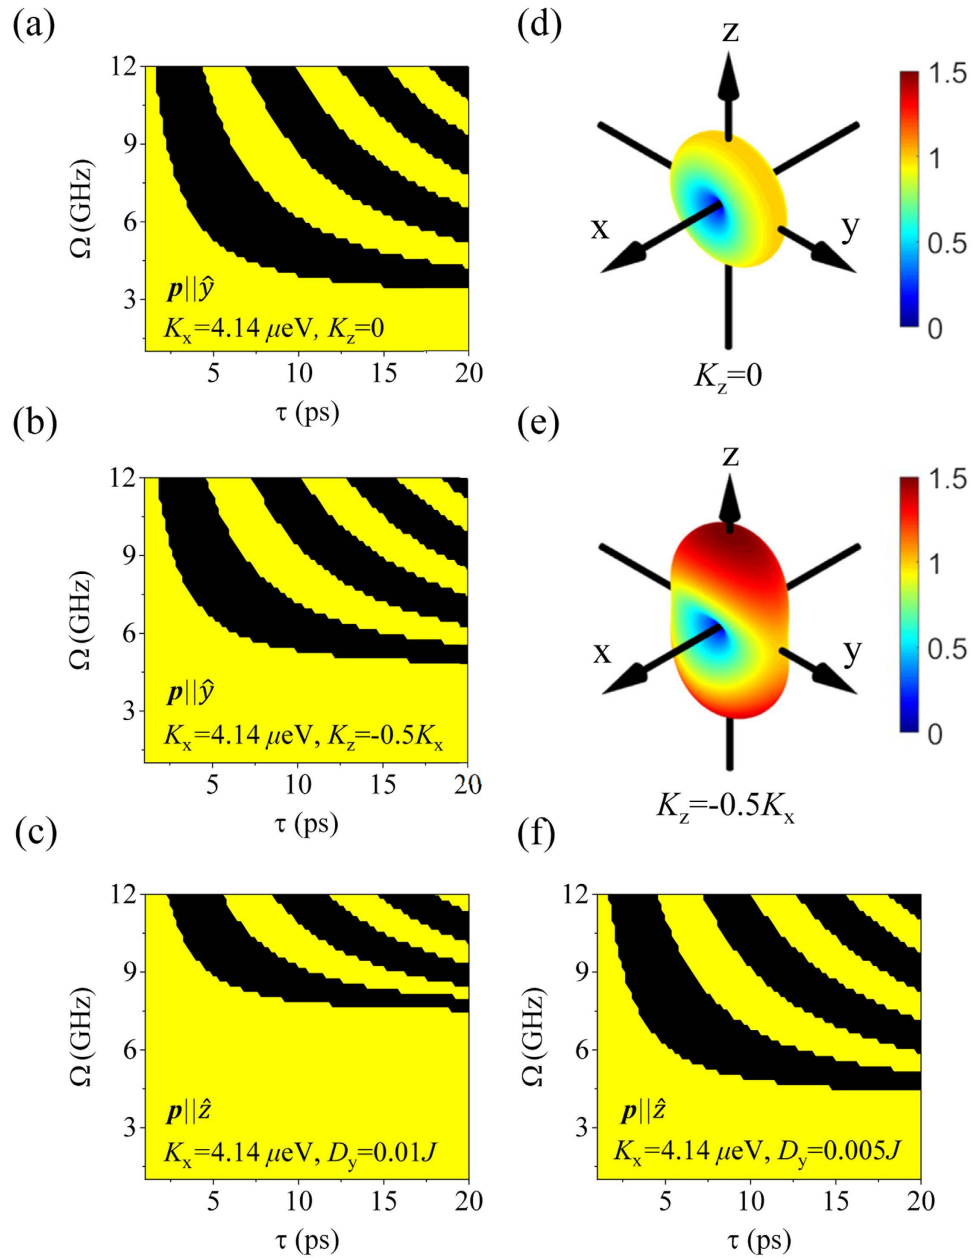 (a)
12
9
6
3
Ω (GHz)
p||ŷ
Kx=4.14 μeV, Kz=0
5 10 15 20
τ (ps)
(d)
z
x
y
1.5
1
0.5
0
Kz=0
(b)
12
9
6
3
Ω (GHz)
p||ŷ
Kx=4.14 μeV, Kz=-0.5Kx
5 10 15 20
τ (ps)
(e)
z
x
y
1.5
1
0.5
0
Kz=-0.5Kx
(c)
12
9
6
3
Ω (GHz)
p||ẑ
Kx=4.14 μeV, Dy=0.01J
5 10 15 20
τ (ps)
(f)
12
9
6
3
Ω (GHz)
p||ẑ
Kx=4.14 μeV, Dy=0.005J
5 10 15 20
τ (ps)